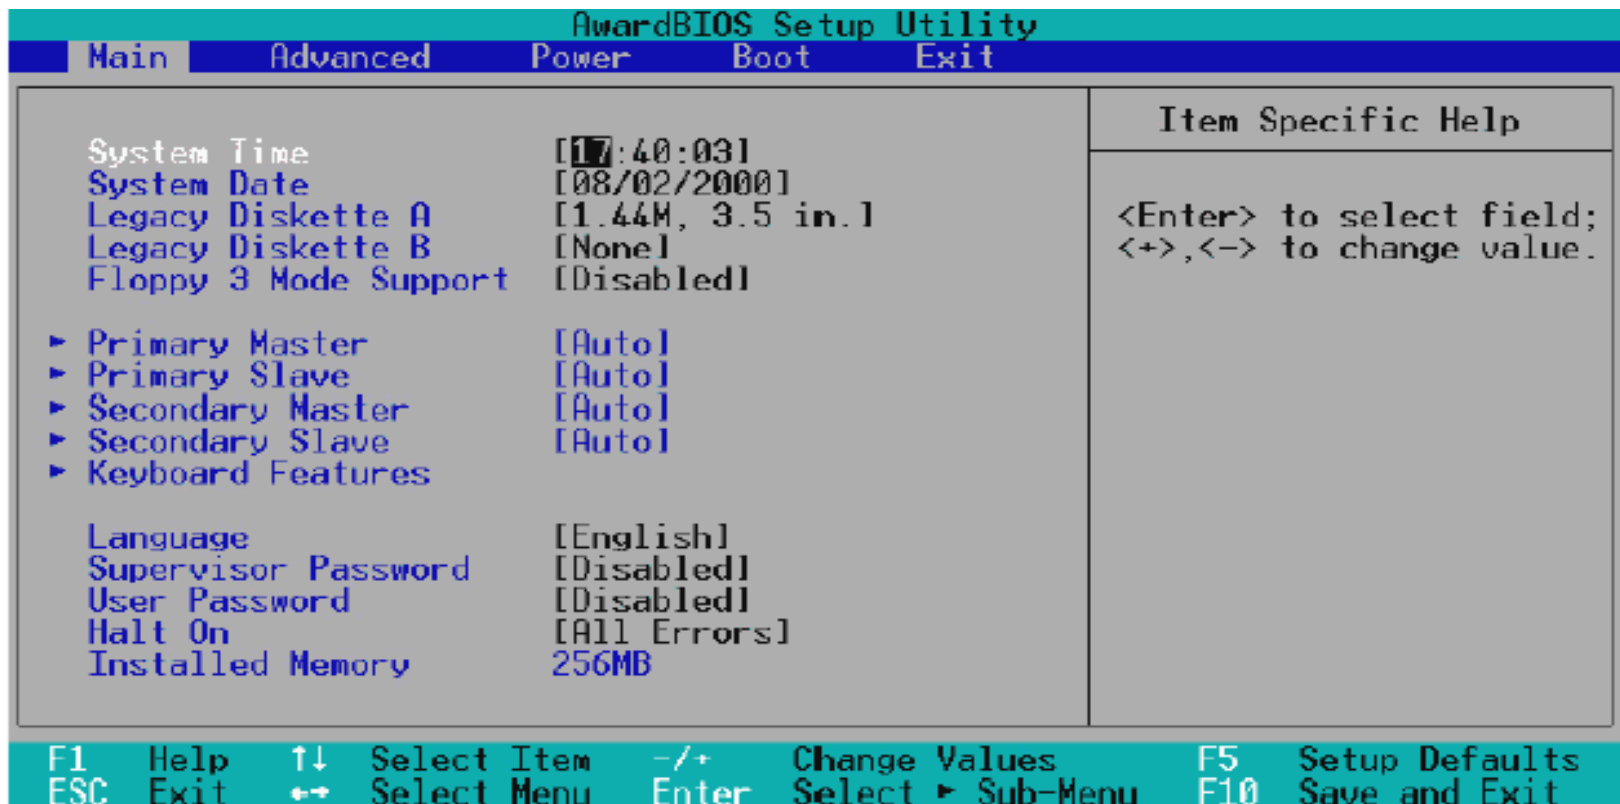 AwardBIOS Setup Utility
Main Advanced Power Boot Exit
Item Specific Help
System Time [17:40:03]
System Date [08/02/2000]
Legacy Diskette A [1.44M, 3.5 in.] <Enter> to select field;
Legacy Diskette B [None] <+>,<-> to change value.
Floppy 3 Mode Support [Disabled]
► Primary Master [Auto]
► Primary Slave [Auto]
► Secondary Master [Auto]
► Secondary Slave [Auto]
► Keyboard Features
Language [English]
Supervisor Password [Disabled]
User Password [Disabled]
Halt On [All Errors]
Installed Memory 256MB
F1 Help ↑↓ Select Item -/+ Change Values F5 Setup Defaults
ESC Exit ←→ Select Menu Enter Select ► Sub-Menu F10 Save and Exit